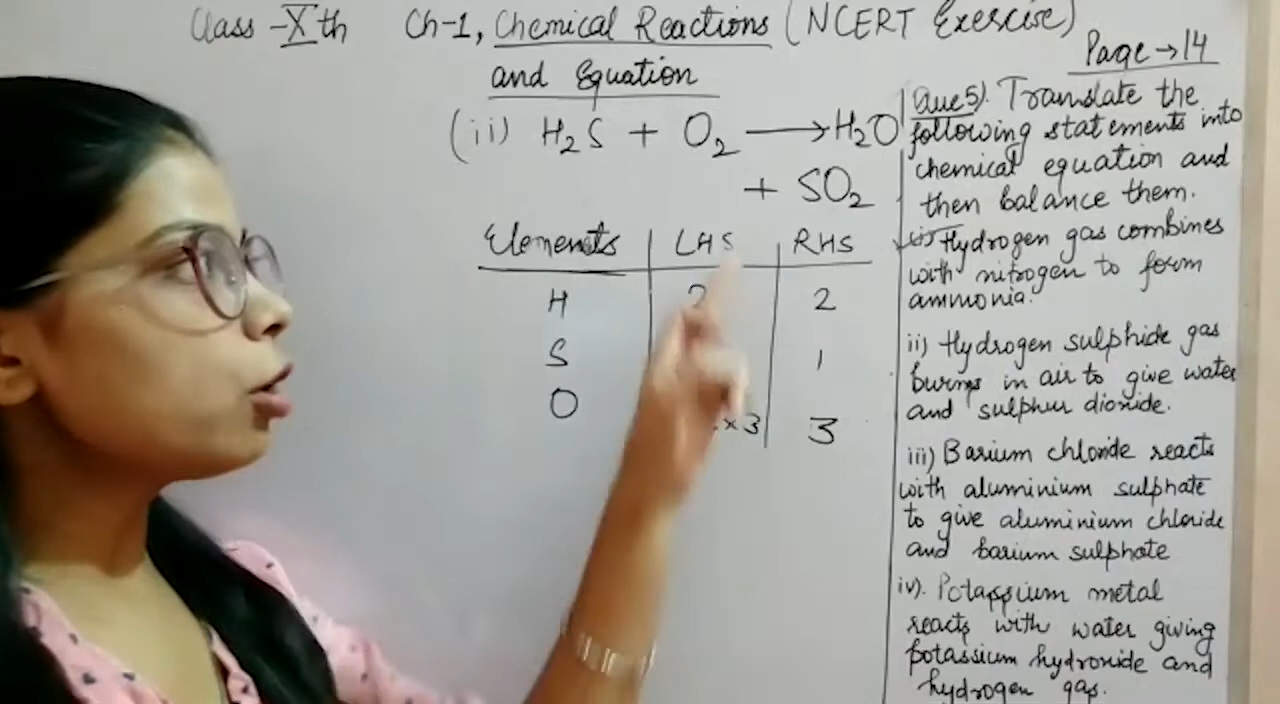 Class -Xth Ch-1, Chemical Reactions (NCERT Exercise)
and Equation
Page→14
(ii) H₂S + O₂ → H₂O
+ SO₂
Elements | LHS | RHS
H 2 2
S 1
O ×3 3
Que5). Translate the
following statements into
chemical equation and
then balance them.
(i) Hydrogen gas combines
with nitrogen to form
ammonia.
ii) Hydrogen sulphide gas
burns in air to give water
and sulphur dioxide.
iii) Barium chloride reacts
with aluminium sulphate
to give aluminium chloride
and barium sulphate
iv). Potassium metal
reacts with water giving
potassium hydroxide and
hydrogen gas.